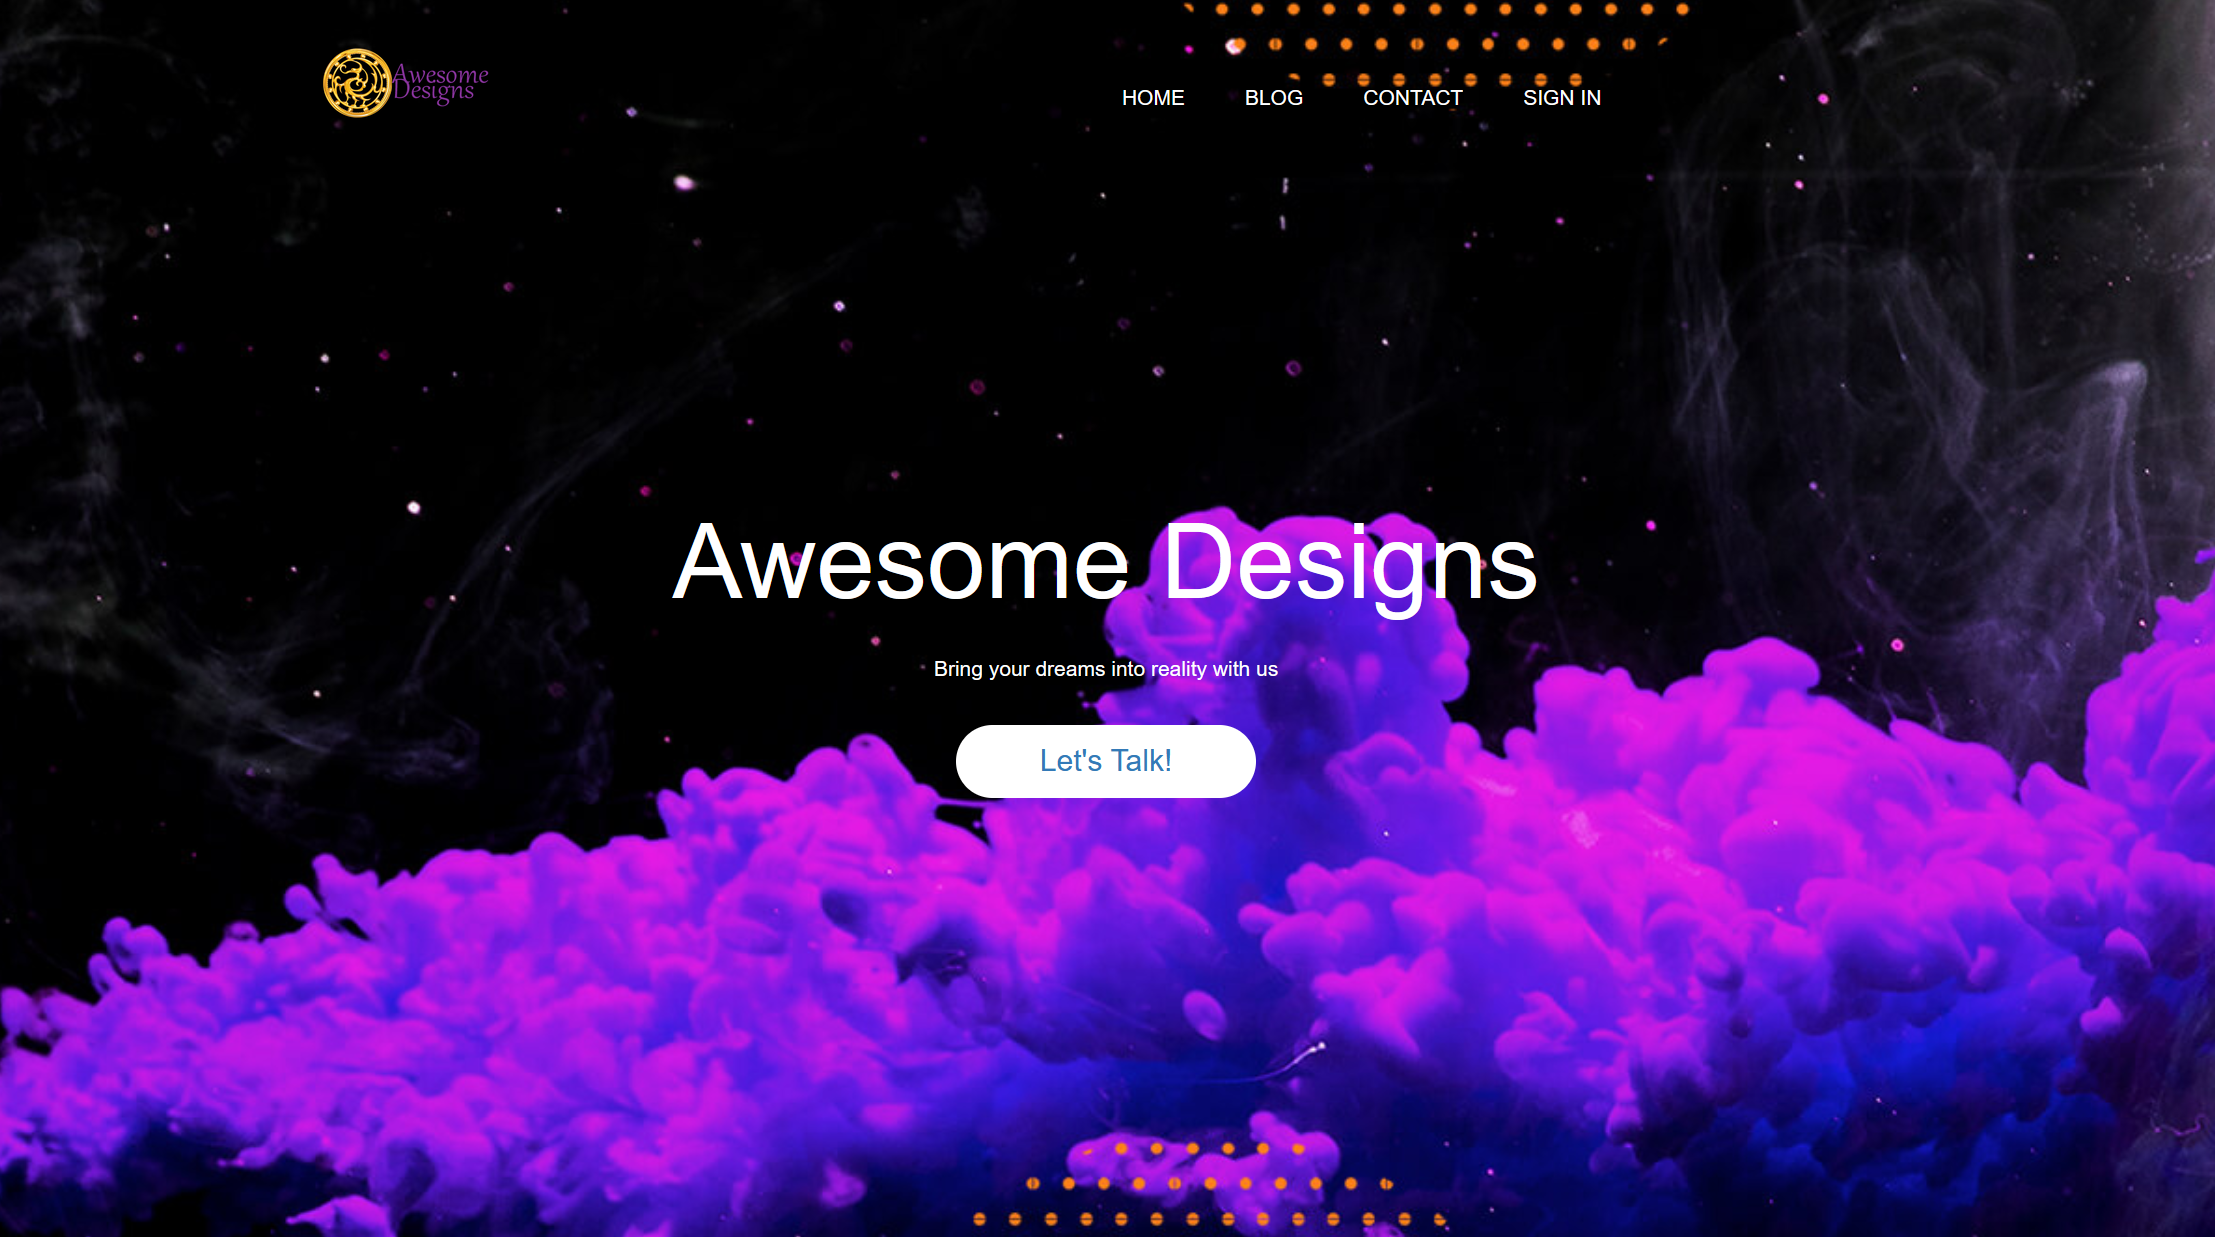 Awesome
Designs
HOME
BLOG
CONTACT
SIGN IN
Awesome Designs
Bring your dreams into reality with us
Let's Talk!